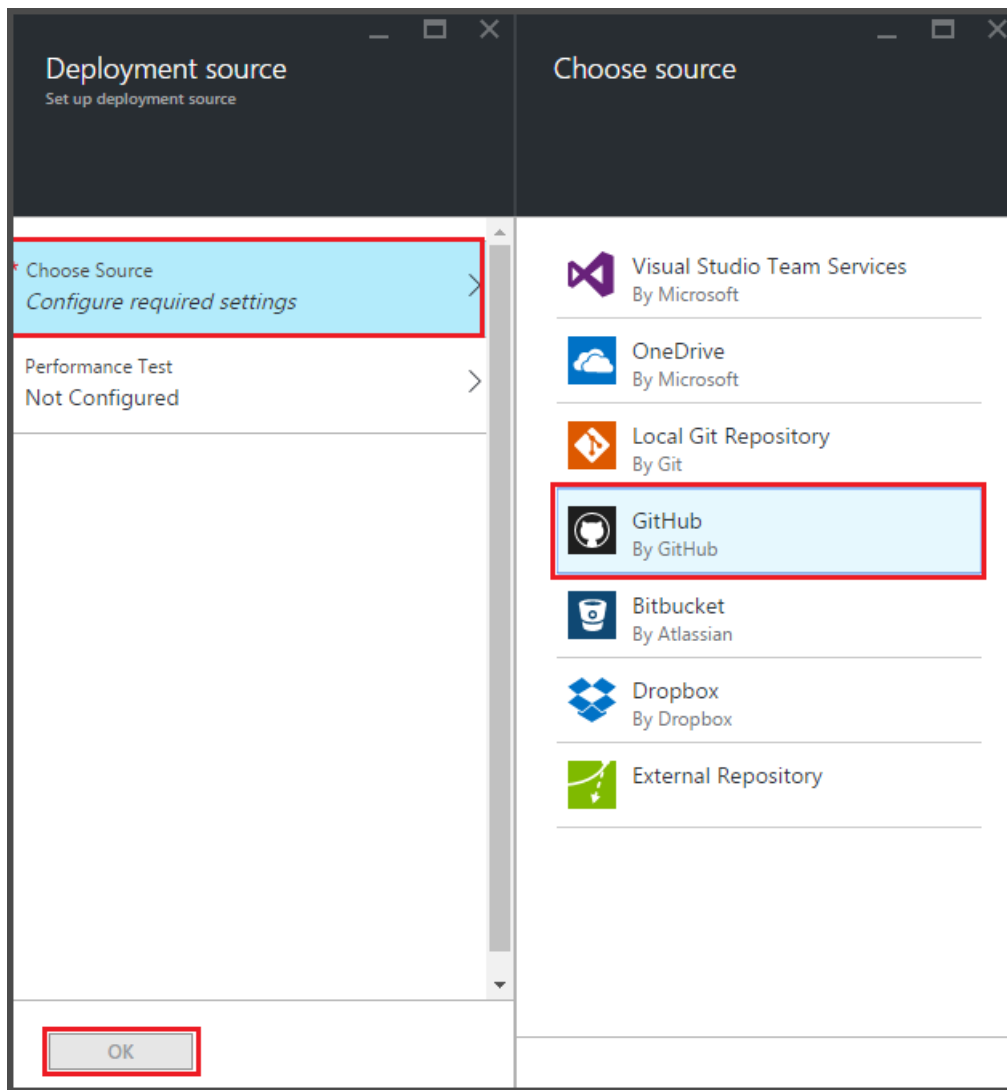 Deployment source
Set up deployment source
* Choose Source
Configure required settings
Performance Test
Not Configured
OK
Choose source
Visual Studio Team Services
By Microsoft
OneDrive
By Microsoft
Local Git Repository
By Git
GitHub
By GitHub
Bitbucket
By Atlassian
Dropbox
By Dropbox
External Repository